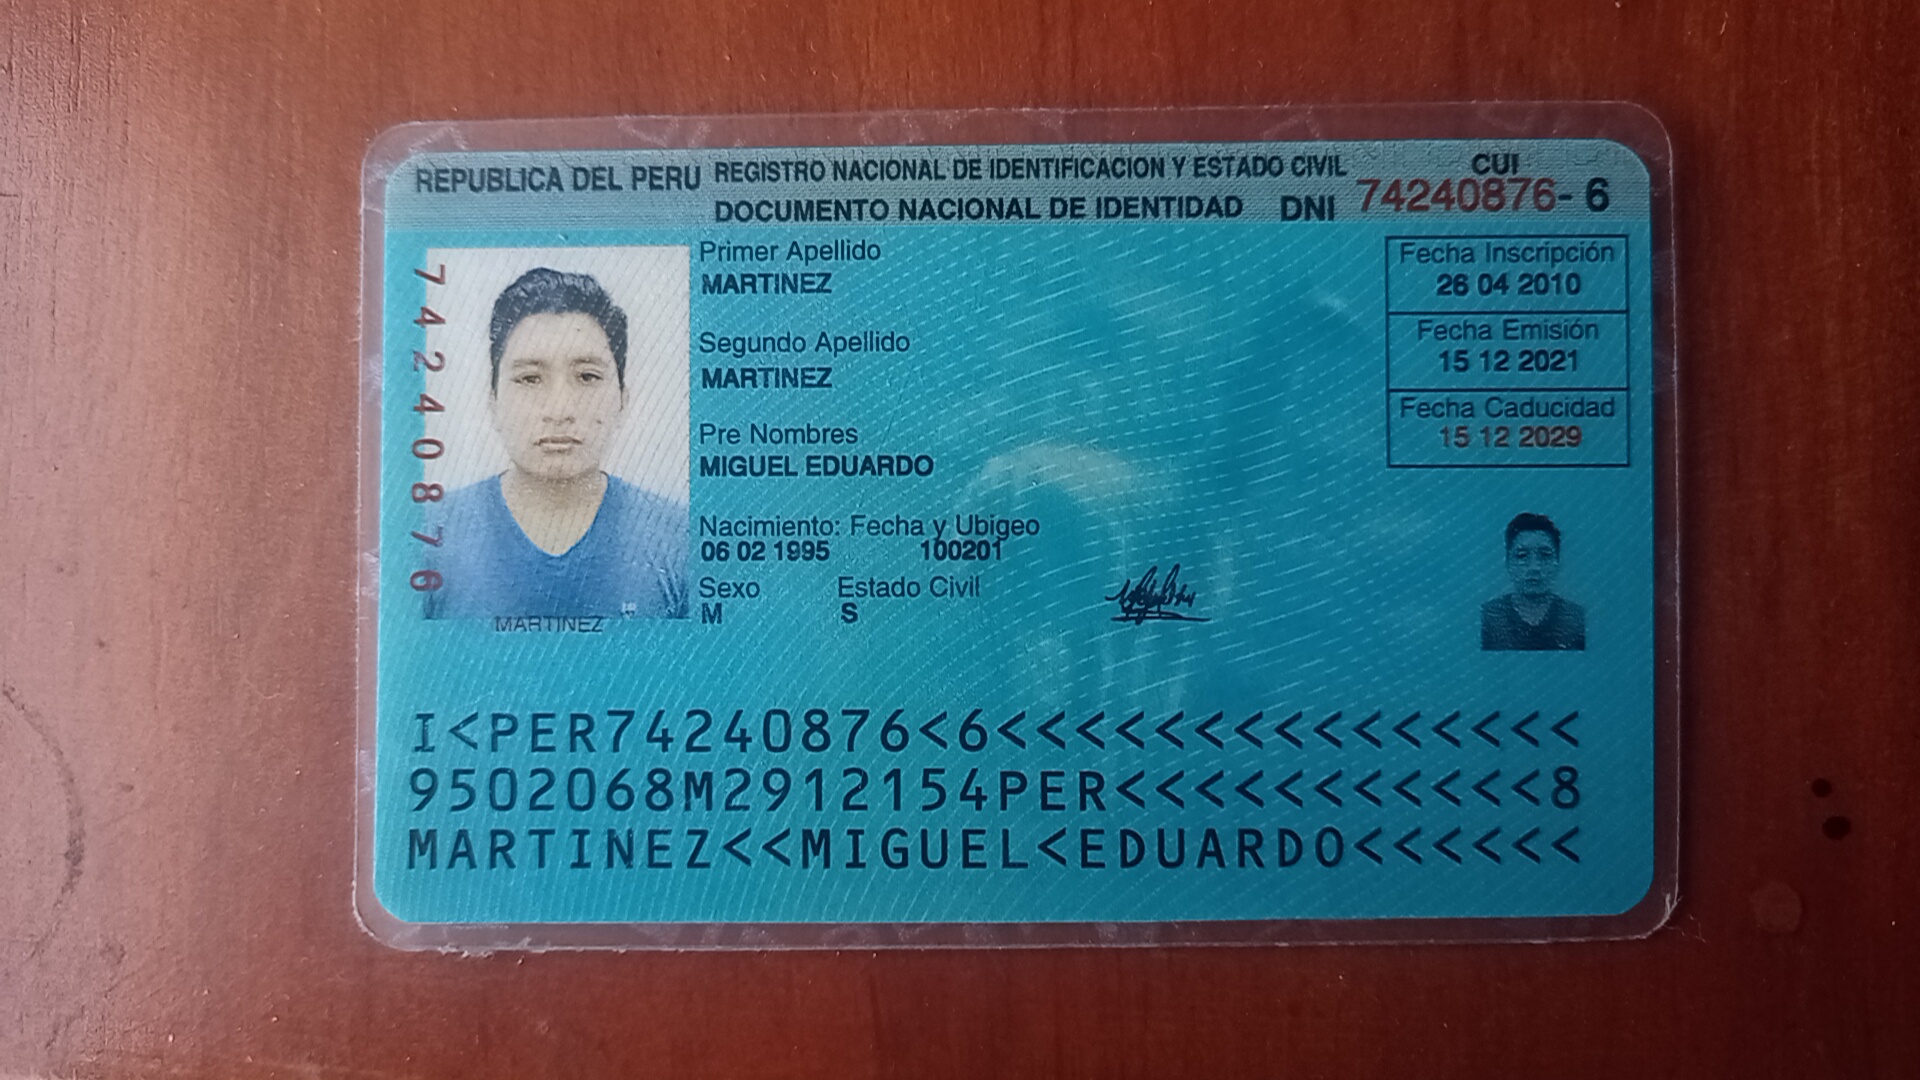 REPUBLICA DEL PERU REGISTRO NACIONAL DE IDENTIFICACION Y ESTADO CIVIL
DOCUMENTO NACIONAL DE IDENTIDAD DNI
CUI
74240876- 6
74240876
Primer Apellido
MARTINEZ
Segundo Apellido
MARTINEZ
Pre Nombres
MIGUEL EDUARDO
Nacimiento: Fecha y Ubigeo
06 02 1995 100201
Sexo Estado Civil
M S
MARTINEZ
Fecha Inscripción
26 04 2010
Fecha Emisión
15 12 2021
Fecha Caducidad
15 12 2029
I<PER74240876<6<<<<<<<<<<<<<<<
9502068M2912154PER<<<<<<<<<<<8
MARTINEZ<<MIGUEL<EDUARDO<<<<<<